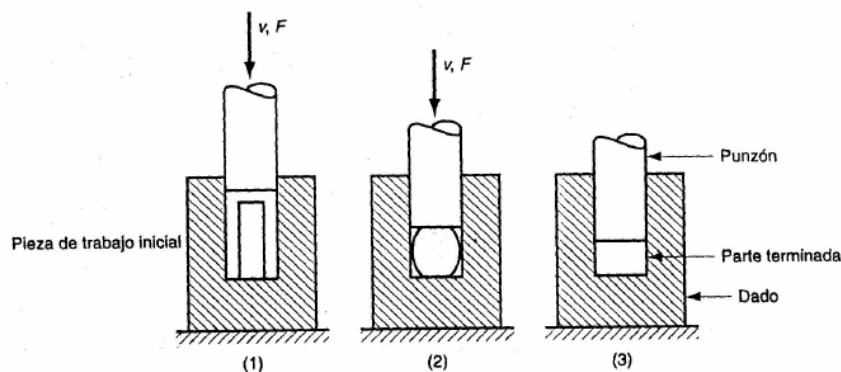 v, F
v, F
Punzón
Pieza de trabajo inicial
Parte terminada
Dado
(1)
(2)
(3)